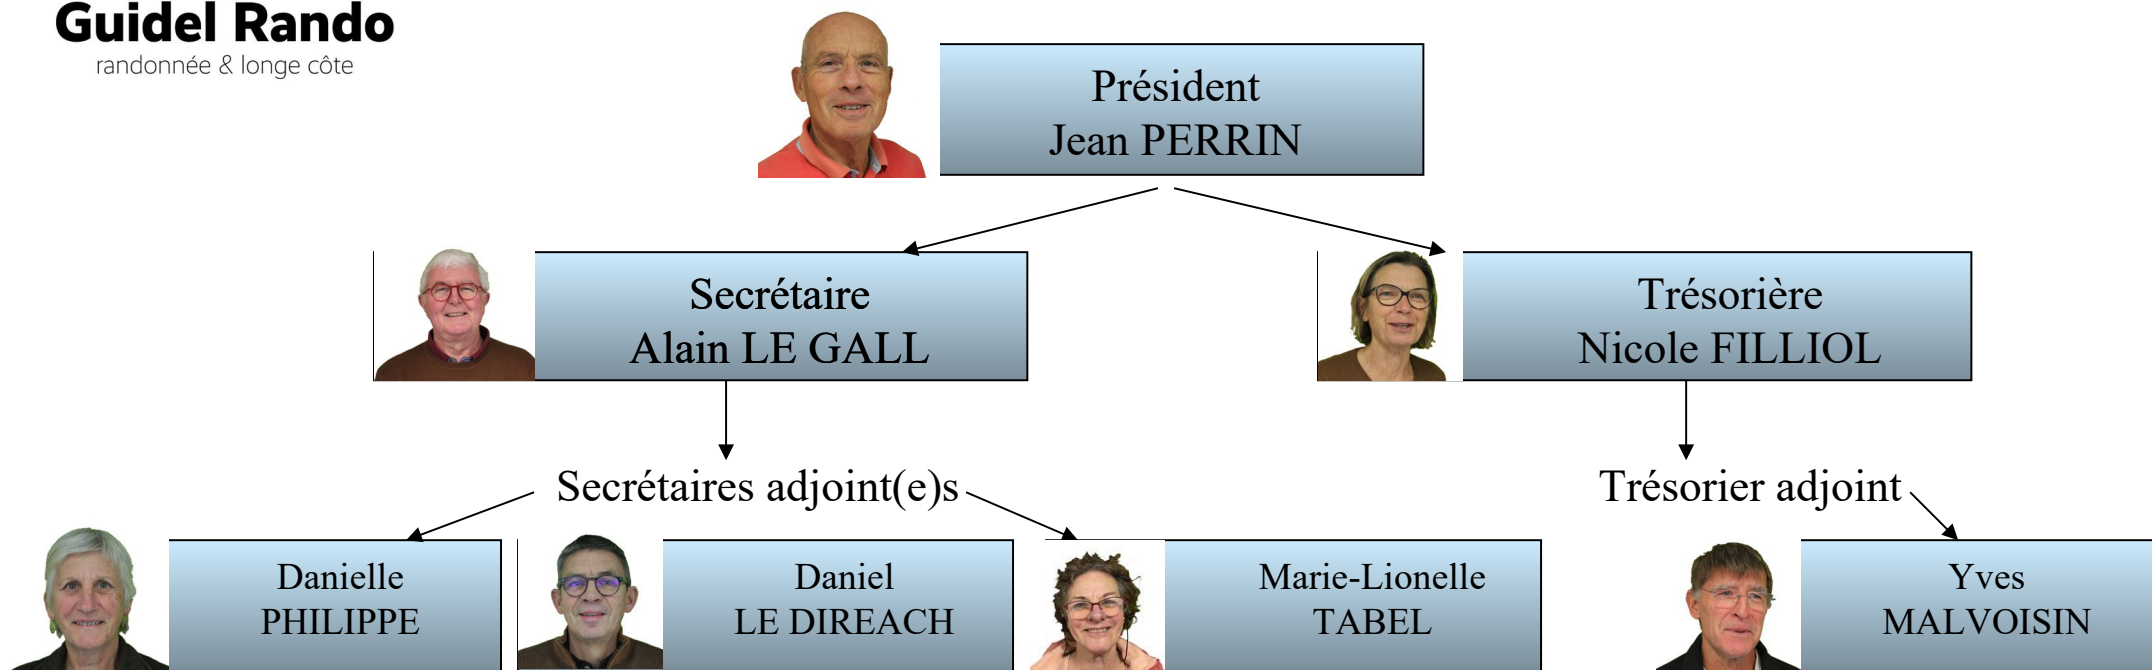 Guidel Rando
randonnée & longe côte
Président
Jean PERRIN
Secrétaire
Alain LE GALL
Trésorière
Nicole FILLIOL
Secrétaires adjoint(e)s
Trésorier adjoint
Danielle
PHILIPPE
Daniel
LE DIREACH
Marie-Lionelle
TABEL
Yves
MALVOISIN